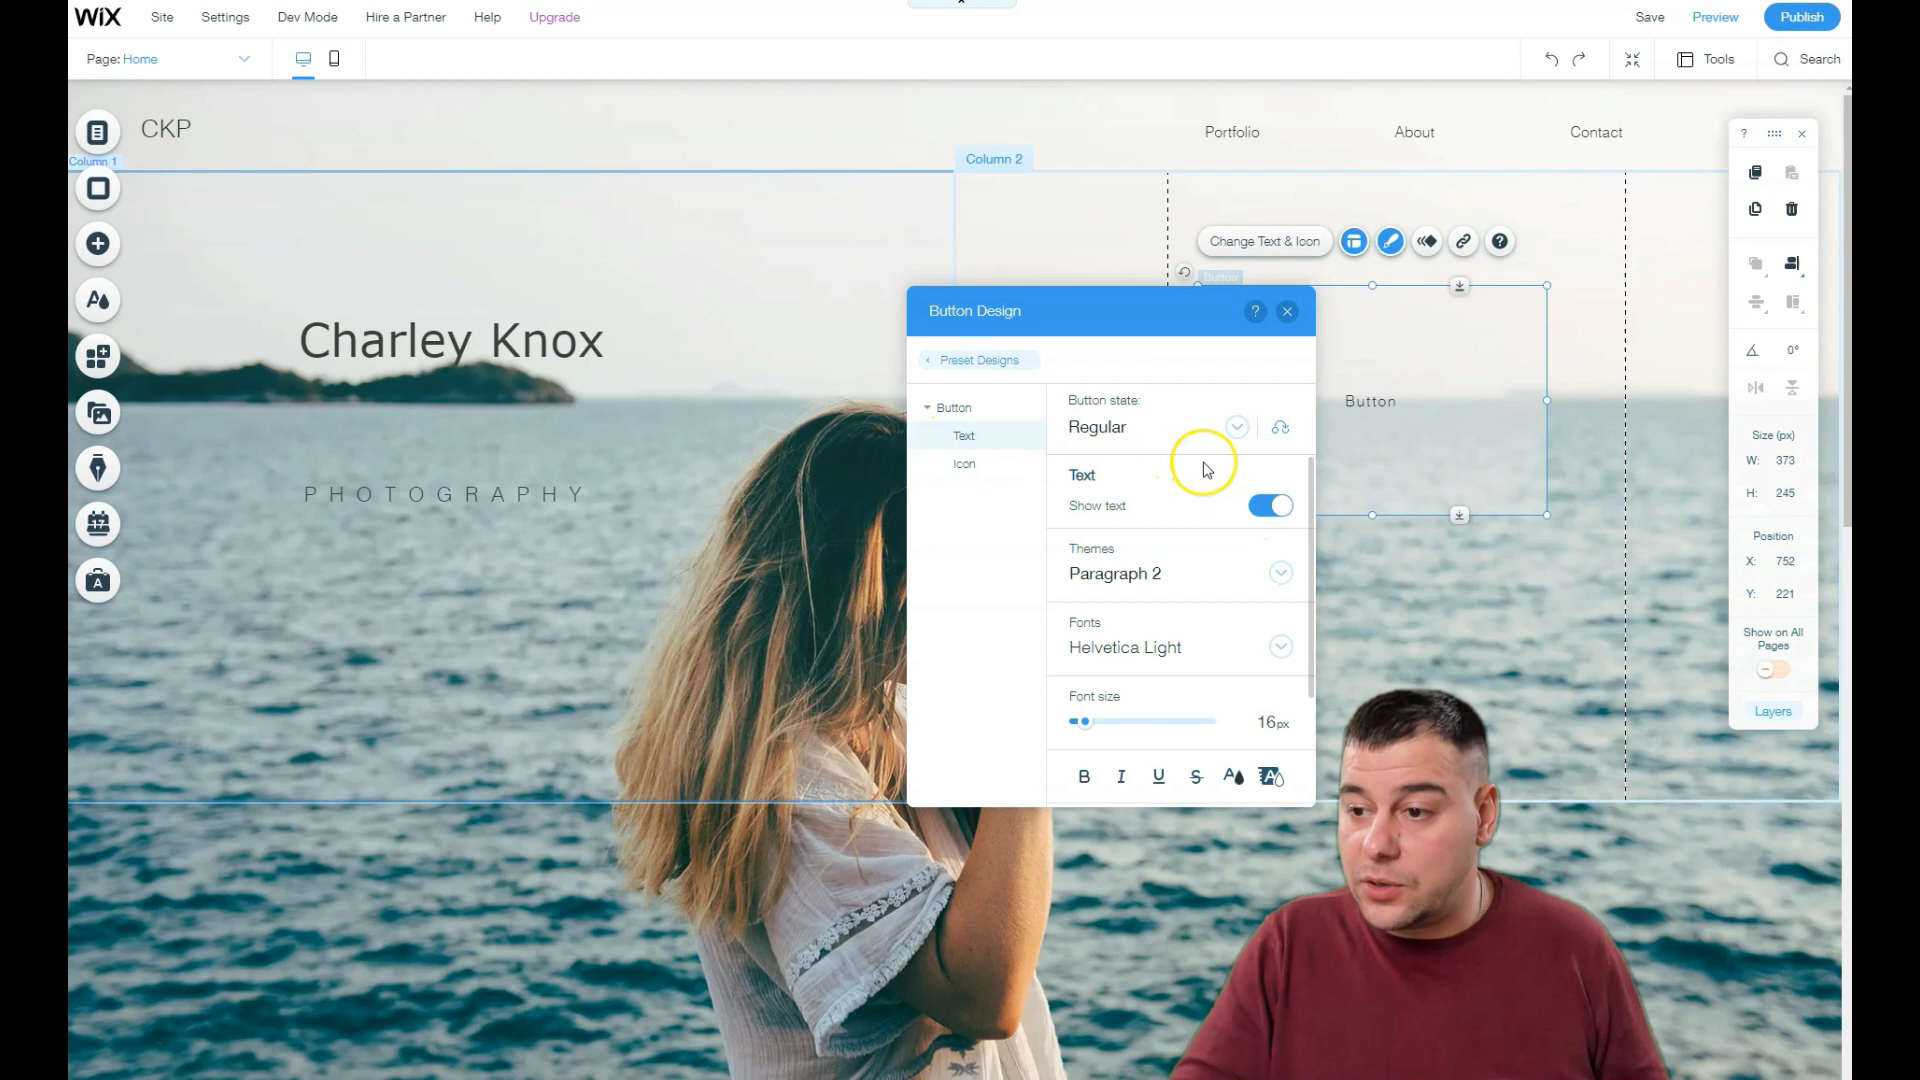 WiX Site Settings Dev Mode Hire a Partner Help Upgrade Save Preview Publish
Page: Home Tools Search
CKP Portfolio About Contact
Column 1 Column 2
Change Text & Icon
Button
Button Design
Preset Designs
Button
Text
Icon
Button state:
Regular
Text
Show text
Themes
Paragraph 2
Fonts
Helvetica Light
Font size
16px
B I U S A A
Button
Charley Knox
PHOTOGRAPHY
17
A
0°
Size (px)
W: 373
H: 245
Position
X: 752
Y: 221
Show on All
Pages
Layers